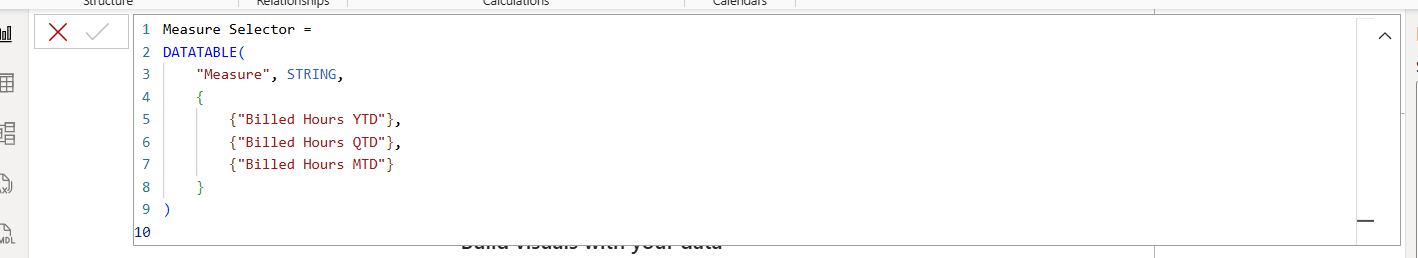 Structure Relationships Calculations Calendars
1 Measure Selector =
2 DATATABLE(
3 "Measure", STRING,
4 {
5 {"Billed Hours YTD"},
6 {"Billed Hours QTD"},
7 {"Billed Hours MTD"}
8 }
9 )
10
Build visuals with your data